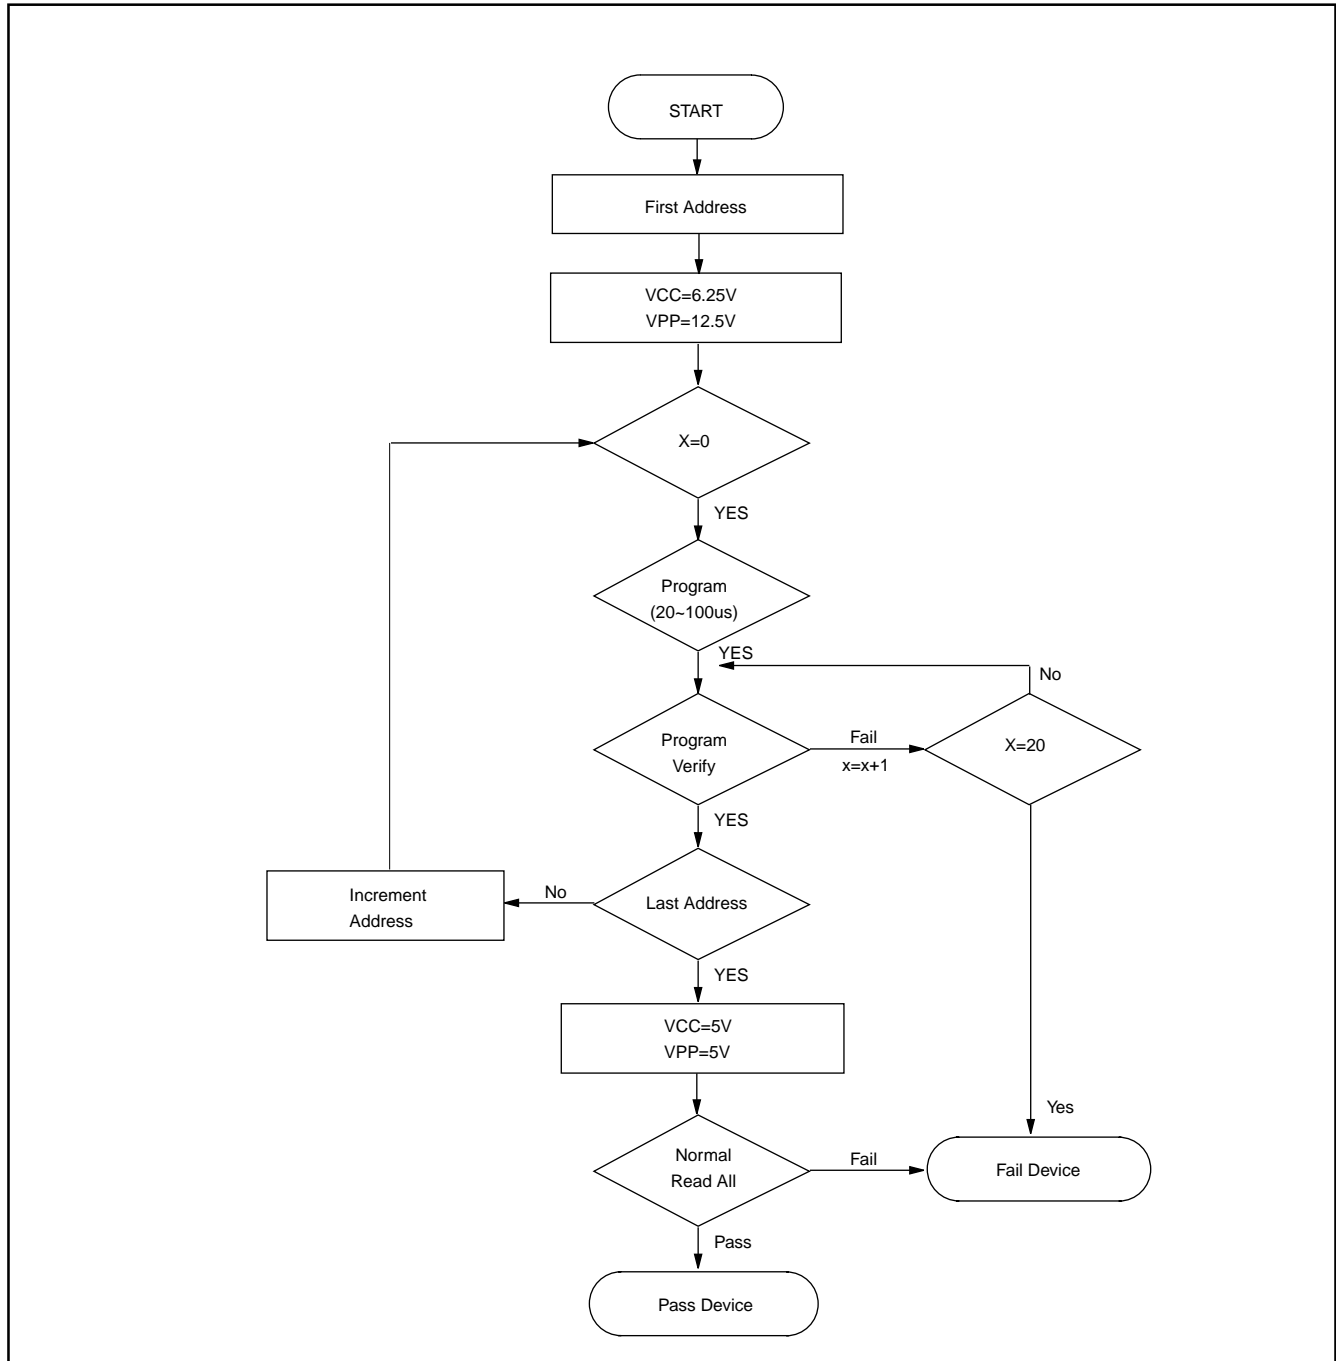 START
First Address
VCC=6.25V
VPP=12.5V
X=0
YES
Program
(20~100us)
YES
No
Program
Verify
Fail
x=x+1
X=20
YES
Increment
Address
No
Last Address
YES
VCC=5V
VPP=5V
Yes
Normal
Read All
Fail
Fail Device
Pass
Pass Device